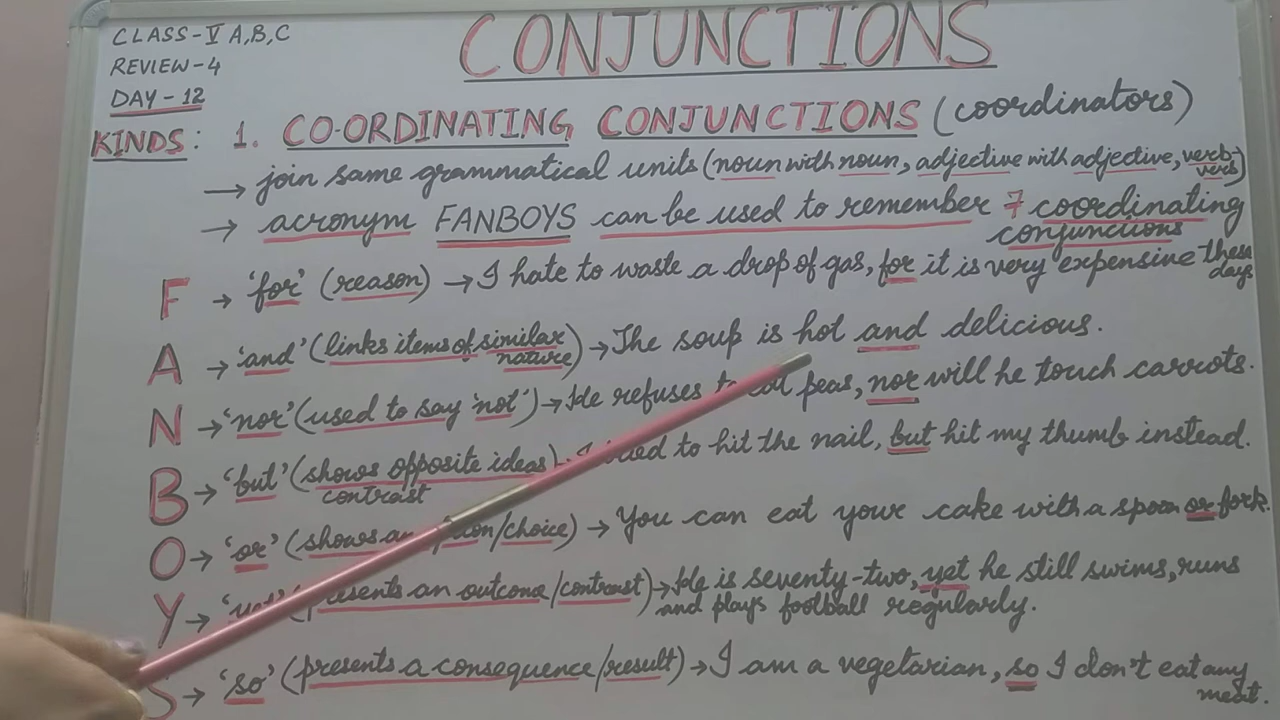 CLASS-V A,B,C
REVIEW-4
DAY-12
CONJUNCTIONS
KINDS: 1. CO-ORDINATING CONJUNCTIONS (coordinators)
→ join same grammatical units (noun with noun, adjective with adjective, verb-verb)
→ acronym FANBOYS can be used to remember 7 coordinating conjunctions
F → 'for' (reason) → I hate to waste a drop of gas, for it is very expensive these days
A → 'and' (links items of similar nature) → The soup is hot and delicious.
N → 'nor' (used to say 'not') → He refuses to eat peas, nor will he touch carrots.
B → 'but' (shows opposite ideas) contrast → I tried to hit the nail, but hit my thumb instead.
O → 'or' (shows an /choice) → You can eat your cake with a spoon or fork.
Y → 'yet' (presents an outcome/contrast) → He is seventy-two, yet he still swims, runs and plays football regularly.
S → 'so' (presents a consequence/result) → I am a vegetarian, so I don't eat any meat.